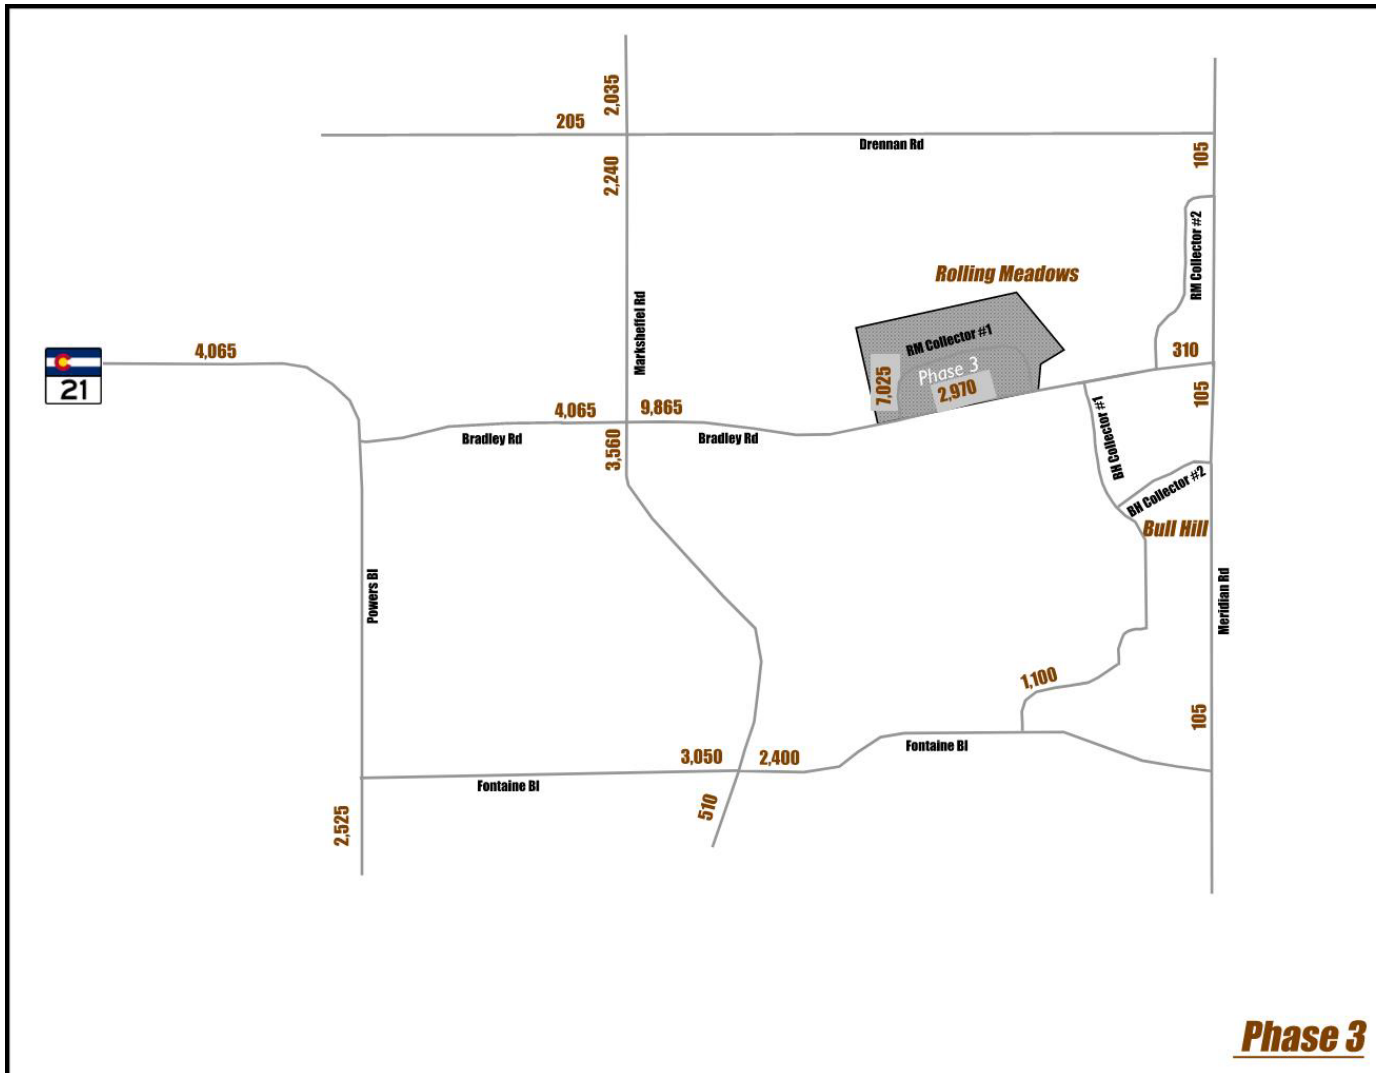 2,035
205
Drennan Rd
105
2,240
RM Collector #2
Rolling Meadows
Marksheffel Rd
RM Collector #1
4,065
310
Phase 3
7,025
2,970
105
21
4,065
9,865
Bradley Rd
Bradley Rd
3,560
BH Collector #1
BH Collector #2
Bull Hill
Powers Bl
Meridian Rd
1,100
105
Fontaine Bl
3,050
2,400
Fontaine Bl
510
2,525
Phase 3